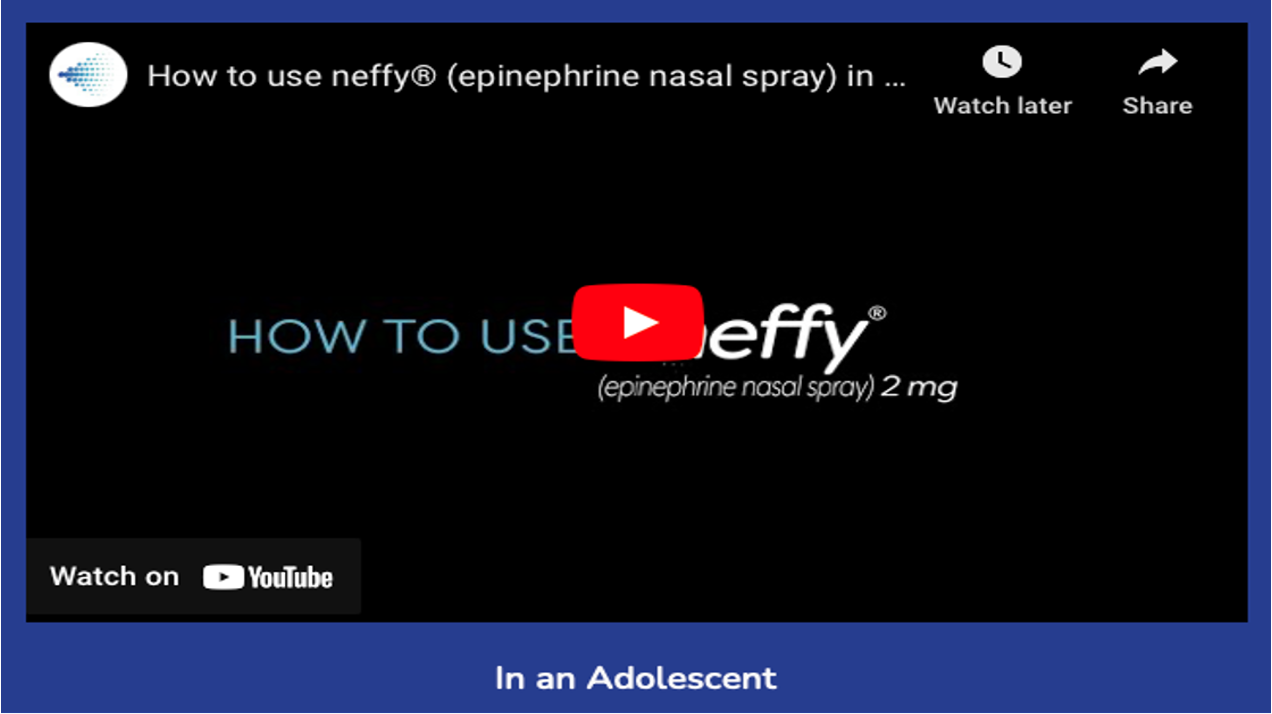 How to use neffy® (epinephrine nasal spray) in ...
Watch later
Share
HOW TO USE neffy®
(epinephrine nasal spray) 2 mg
Watch on YouTube
In an Adolescent